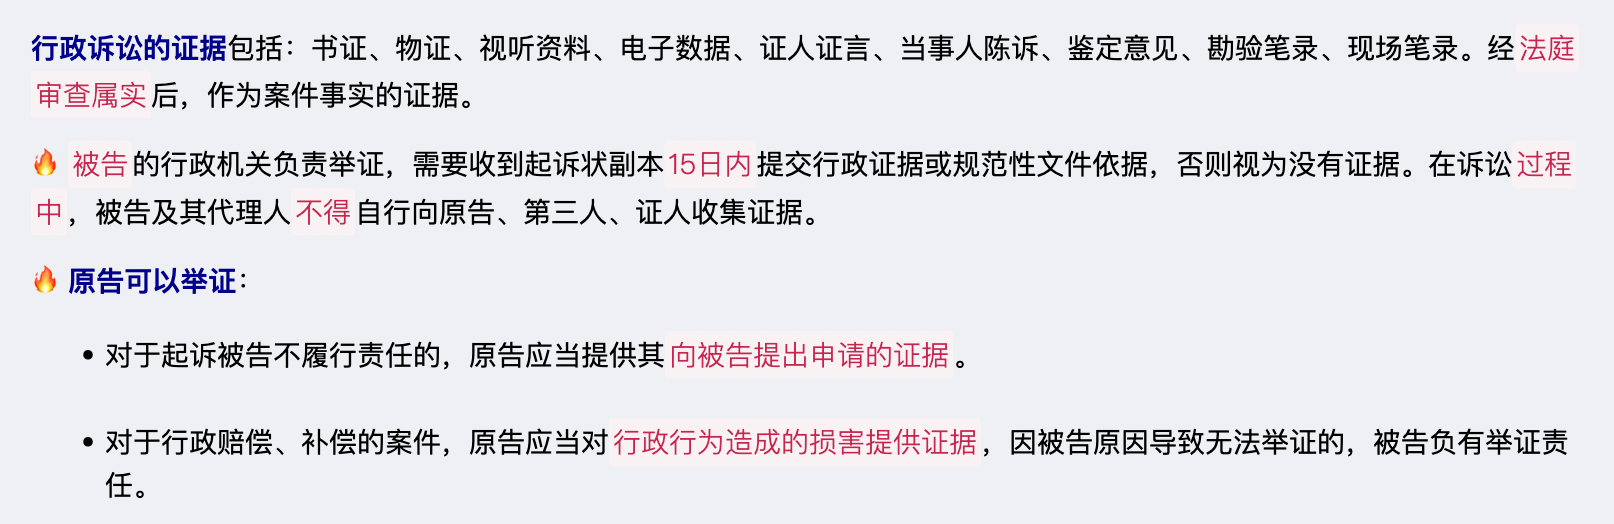 行政诉讼的证据包括：书证、物证、视听资料、电子数据、证人证言、当事人陈诉、鉴定意见、勘验笔录、现场笔录。经法庭
审查属实后，作为案件事实的证据。
🔥 被告的行政机关负责举证，需要收到起诉状副本15日内提交行政证据或规范性文件依据，否则视为没有证据。在诉讼过程
中，被告及其代理人不得自行向原告、第三人、证人收集证据。
🔥 原告可以举证：
• 对于起诉被告不履行责任的，原告应当提供其向被告提出申请的证据。
• 对于行政赔偿、补偿的案件，原告应当对行政行为造成的损害提供证据，因被告原因导致无法举证的，被告负有举证责
任。